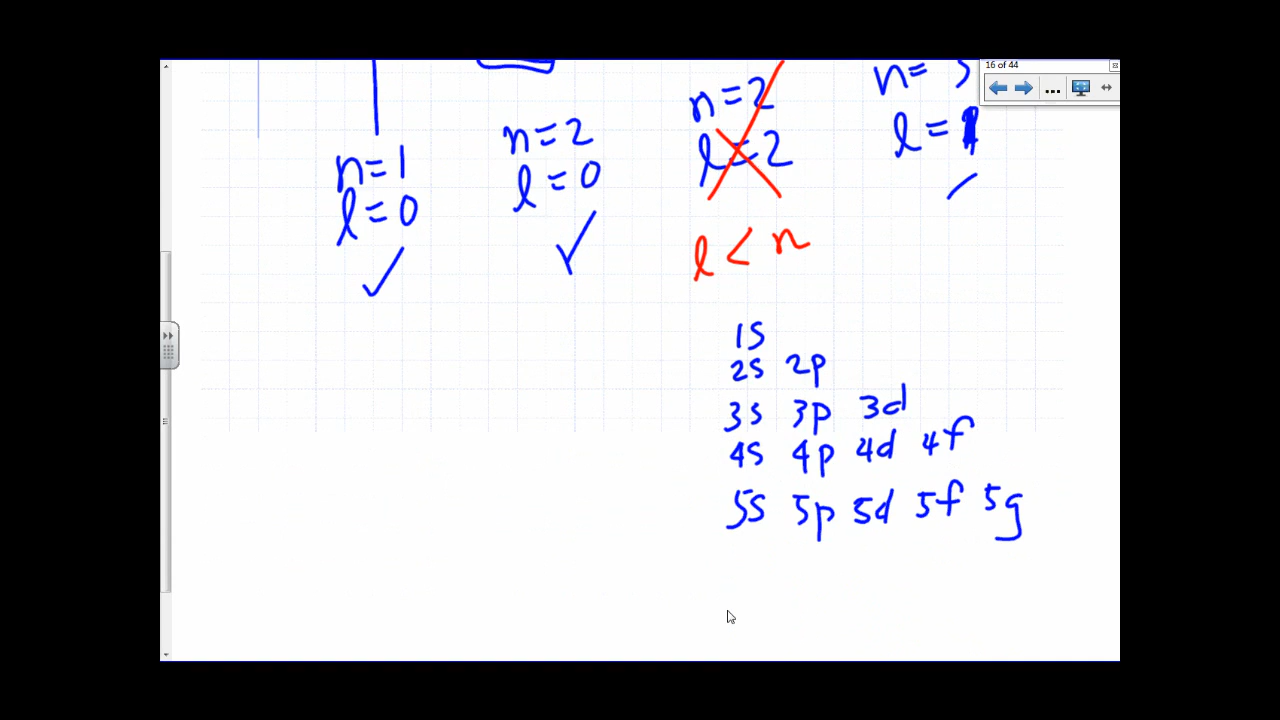 16 of 44
n=1
l=0
n=2
l=0
n=2
l=2
l < n
n=
l=1
1s
2s 2p
3s 3p 3d
4s 4p 4d 4f
5s 5p 5d 5f 5g